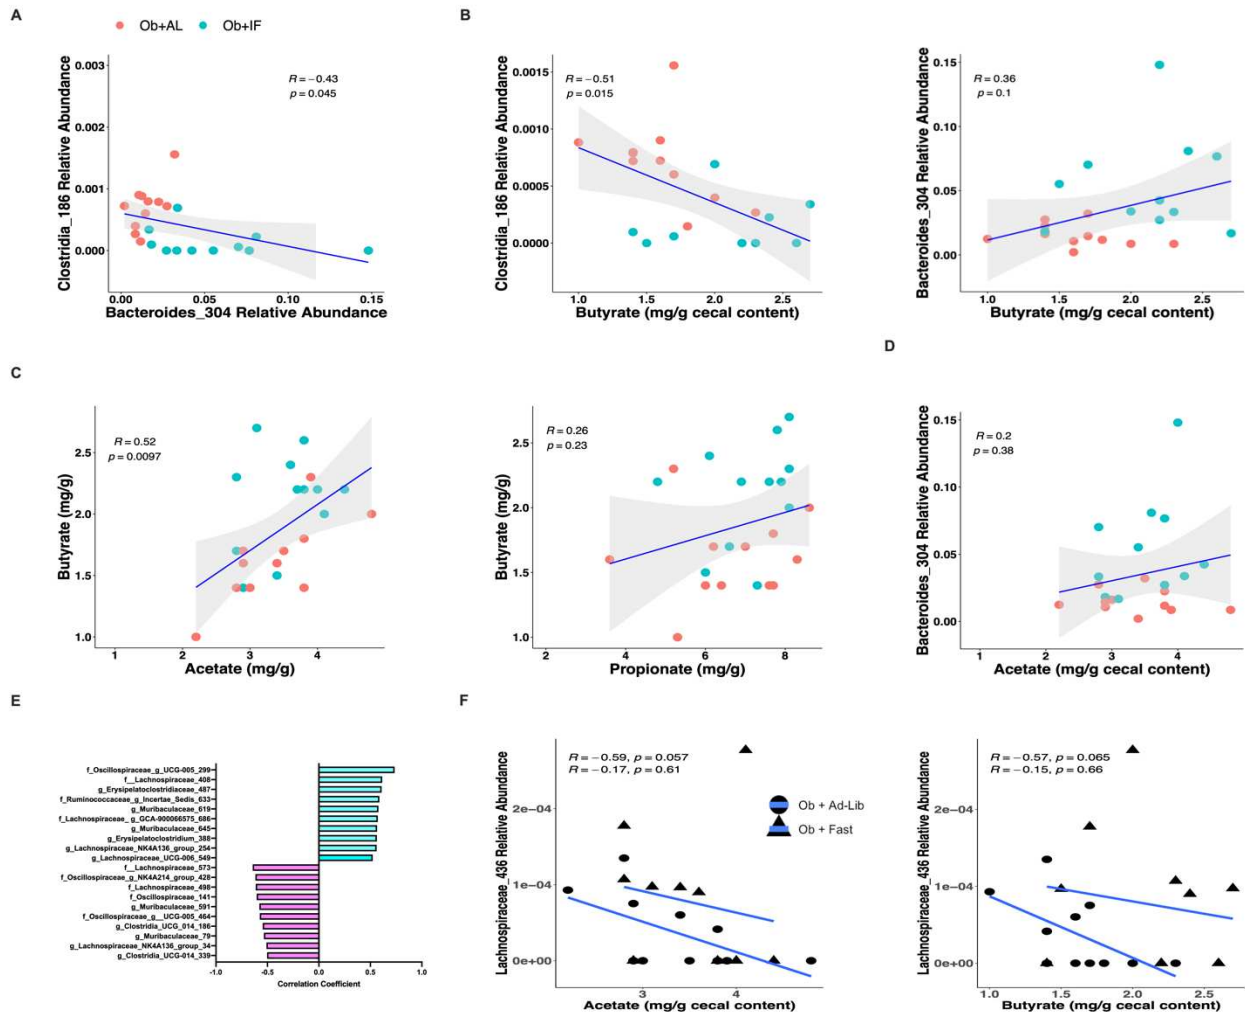 A
Ob+AL
Ob+IF
Clostridia_186 Relative Abundance
0.003
0.002
0.001
0.000
R = −0.43
p = 0.045
0.00
0.05
0.10
0.15
Bacteroides_304 Relative Abundance
B
Clostridia_186 Relative Abundance
0.0015
0.0010
0.0005
0.0000
R = −0.51
p = 0.015
1.0
1.5
2.0
2.5
Butyrate (mg/g cecal content)
Bacteroides_304 Relative Abundance
0.15
0.10
0.05
0.00
R = 0.36
p = 0.1
1.0
1.5
2.0
2.5
Butyrate (mg/g cecal content)
C
Butyrate (mg/g)
2.5
2.0
1.5
1.0
R = 0.52
p = 0.0097
1
2
3
4
Acetate (mg/g)
Butyrate (mg/g)
2.5
2.0
1.5
1.0
R = 0.26
p = 0.23
2
4
6
8
Propionate (mg/g)
D
Bacteroides_304 Relative Abundance
0.15
0.10
0.05
0.00
R = 0.2
p = 0.38
1
2
3
4
Acetate (mg/g cecal content)
E
f_Oscillospiraceae_g_UCG-005_299
f__Lachnospiraceae_408
g_Erysipelatoclostridiaceae_487
f_Ruminococcaceae_g_Incertae_Sedis_633
g_Muribaculaceae_619
f_Lachnospiraceae_ g_GCA-900066575_686
g_Muribaculaceae_645
g_Erysipelatoclostridium_388
g_Lachnospiraceae_NK4A136_group_254
g_Lachnospiraceae_UCG-006_549
f__Lachnospiraceae_573
f_Oscillospiraceae_g_NK4A214_group_428
f_Lachnospiraceae_498
f_Oscillospiraceae_141
g_Muribaculaceae_591
f_Oscillospiraceae_g__UCG-005_464
g_Clostridia_UCG_014_186
g_Muribaculaceae_79
g_Lachnospiraceae_NK4A136_group_34
g_Clostridia_UCG-014_339
-1.0
-0.5
0.0
0.5
1.0
Correlation Coefficient
F
Lachnospiraceae_436 Relative Abundance
2e−04
1e−04
0e+00
R = −0.59, p = 0.057
R = −0.17, p = 0.61
Ob + Ad-Lib
Ob + Fast
3
4
Acetate (mg/g cecal content)
Lachnospiraceae_436 Relative Abundance
2e−04
1e−04
0e+00
R = −0.57, p = 0.065
R = −0.15, p = 0.66
1.0
1.5
2.0
2.5
Butyrate (mg/g cecal content)